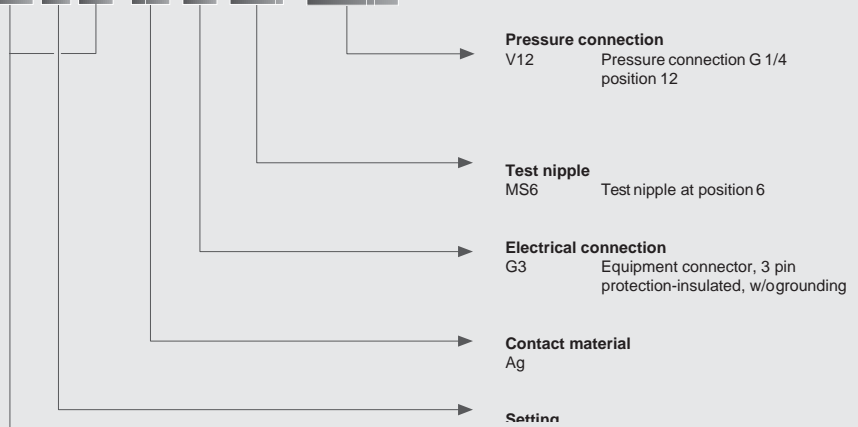 Pressure connection
V12 Pressure connection G 1/4
position 12
Test nipple
MS6 Test nipple at position 6
Electrical connection
G3 Equipment connector, 3 pin
protection-insulated, w/ogrounding
Contact material
Ag
Setting